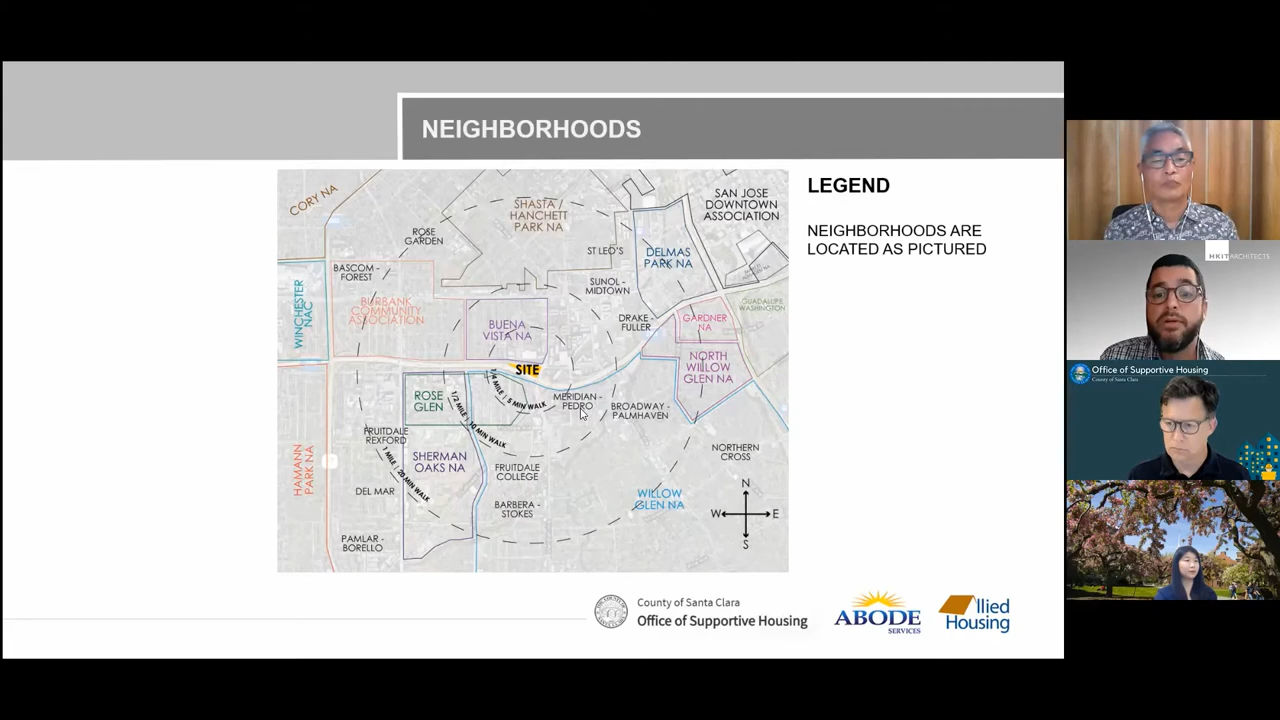 NEIGHBORHOODS
CORY NA
SHASTA /
HANCHETT
PARK NA
SAN JOSE
DOWNTOWN
ASSOCIATION
ROSE
GARDEN
ST LEO'S
DELMAS
PARK NA
BASCOM -
FOREST
SUNOL -
MIDTOWN
WINCHESTER
NAC
BURBANK
COMMUNITY
ASSOCIATION
BUENA
VISTA NA
DRAKE -
FULLER
GARDNER
NA
GUADALUPE
WASHINGTON
NORTH
WILLOW
GLEN NA
SITE
1/4 MILE | 5 MIN WALK
ROSE
GLEN
1/2 MILE | 10 MIN WALK
MERIDIAN -
PEDRO
BROADWAY -
PALMHAVEN
FRUITDALE
REXFORD
1 MILE | 20 MIN WALK
HAMANN
PARK NA
SHERMAN
OAKS NA
FRUITDALE
COLLEGE
NORTHERN
CROSS
DEL MAR
WILLOW
GLEN NA
BARBERA -
STOKES
PAMLAR -
BORELLO
N
W
E
S
LEGEND
NEIGHBORHOODS ARE
LOCATED AS PICTURED
County of Santa Clara
Office of Supportive Housing
ABODE
SERVICES
llied
Housing
HKIT ARCHITECTS
Office of Supportive Housing
County of Santa Clara